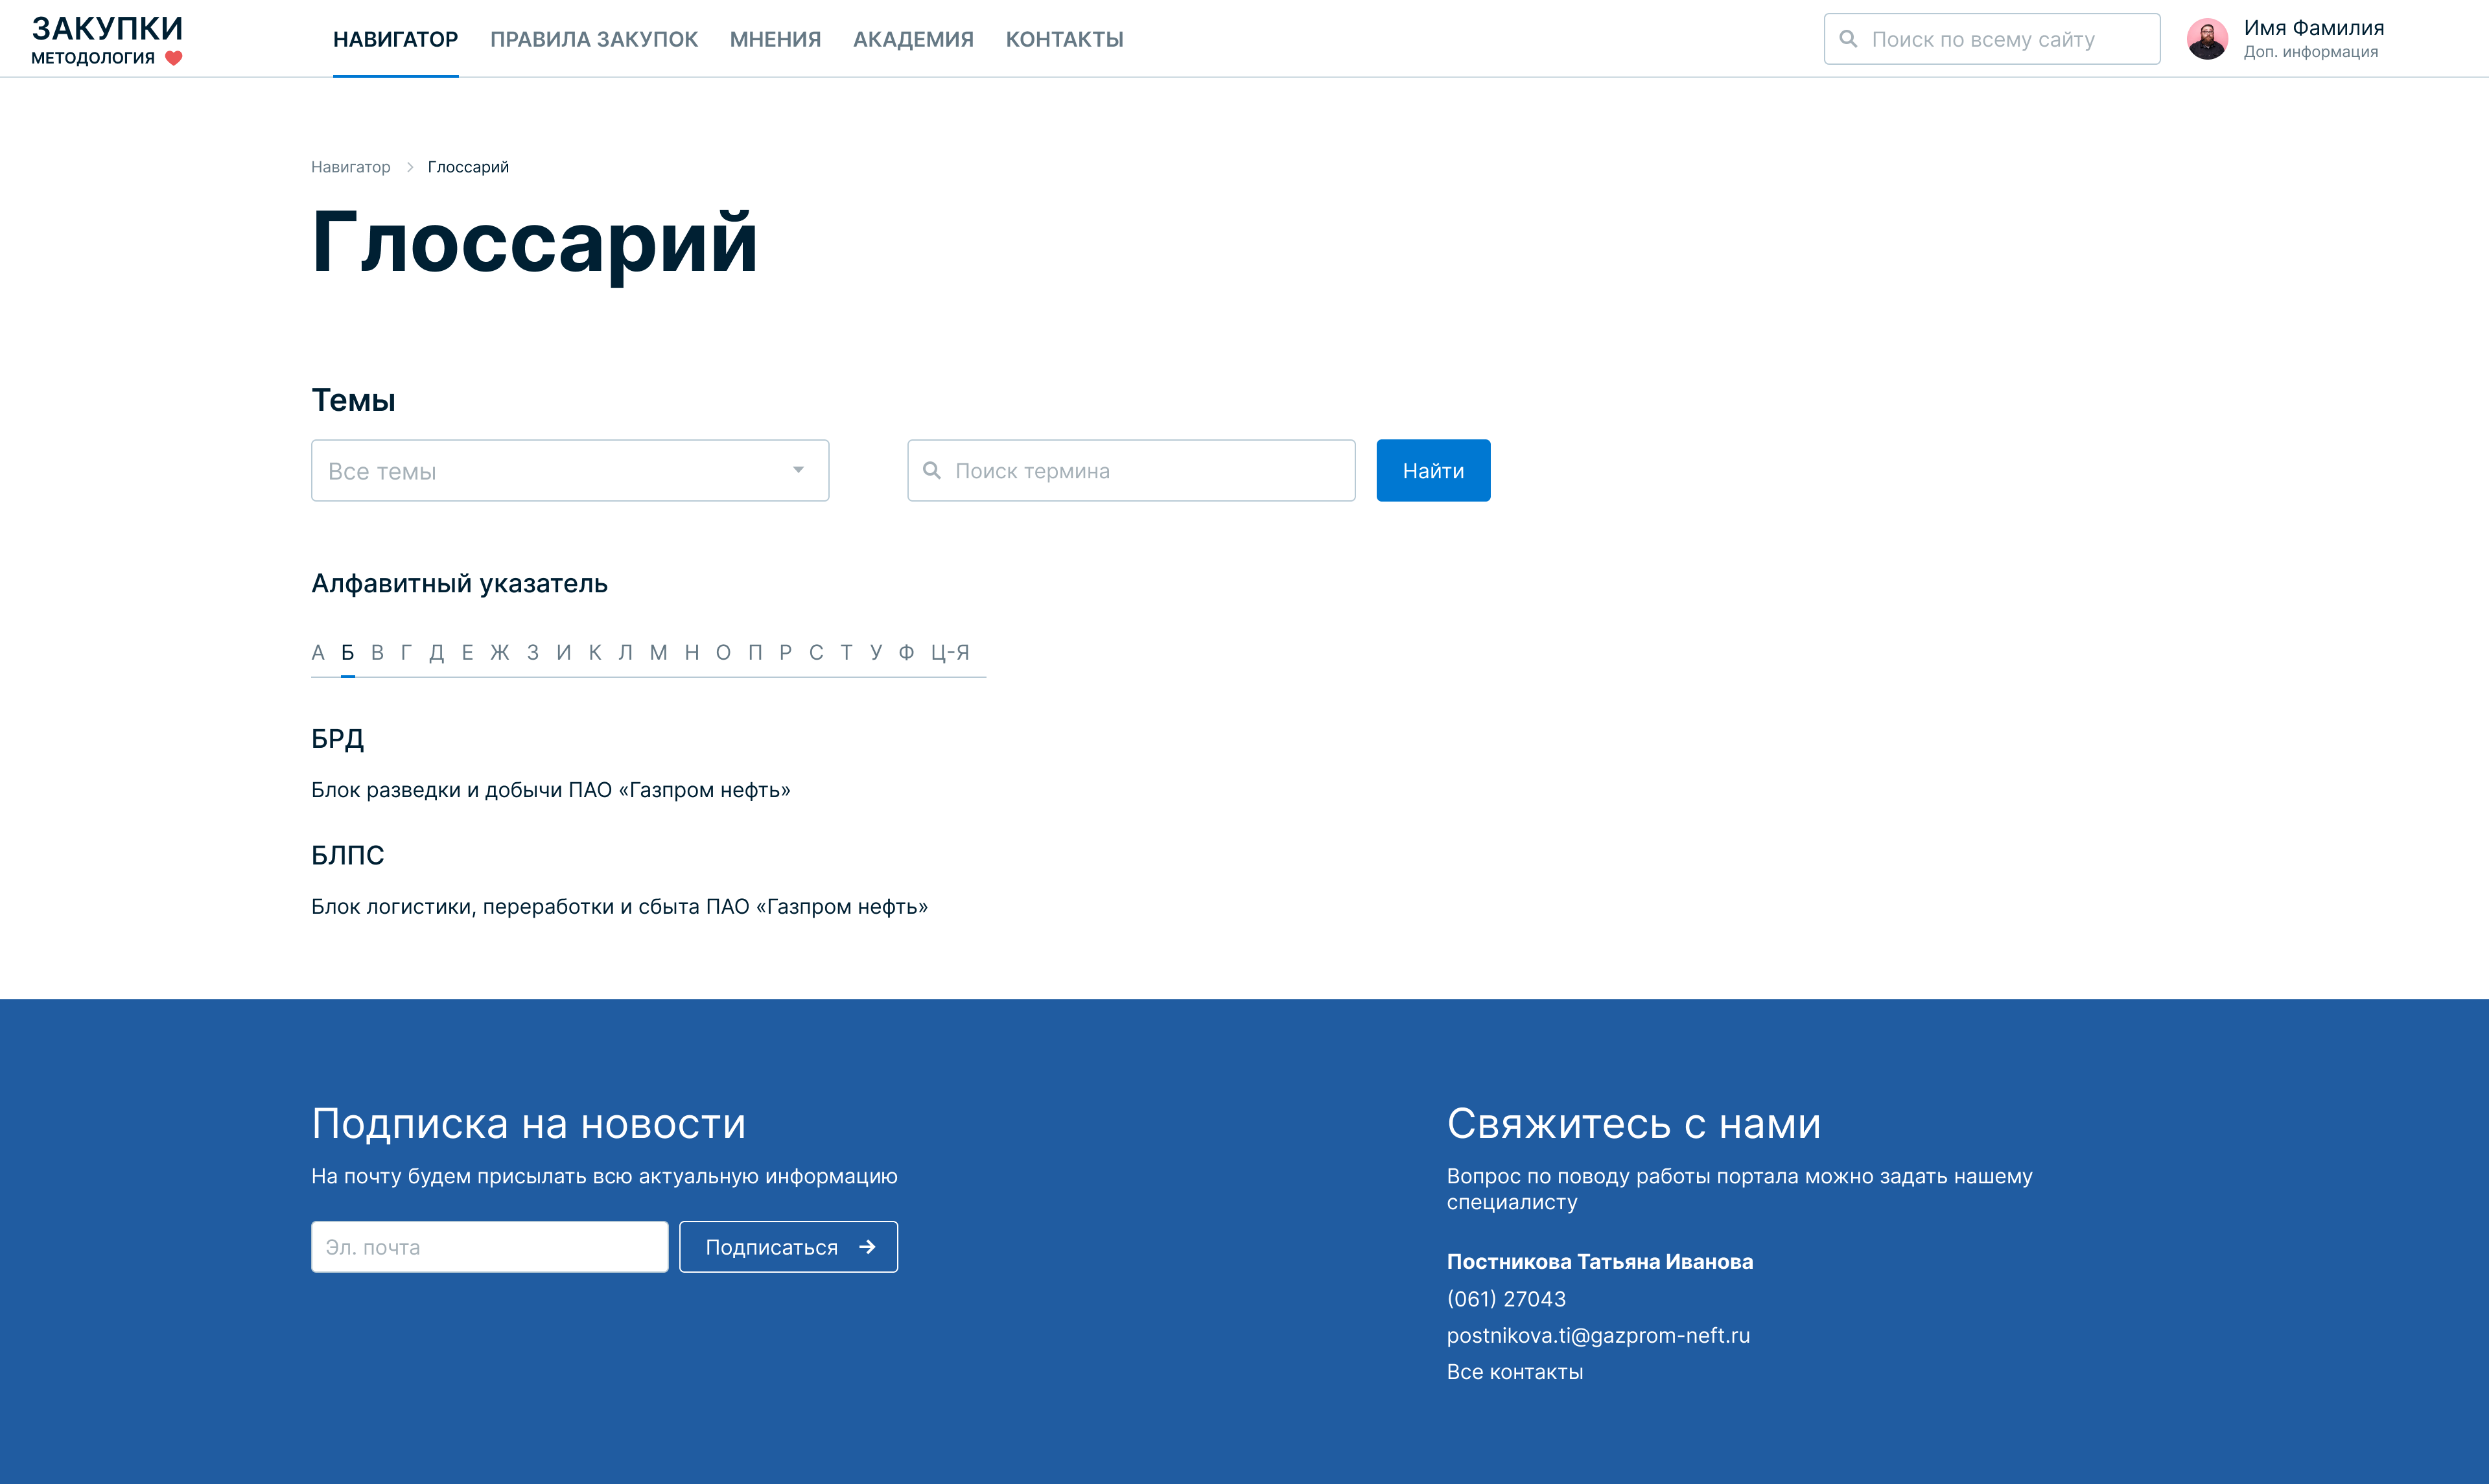 ЗАКУПКИ
МЕТОДОЛОГИЯ
НАВИГАТОР ПРАВИЛА ЗАКУПОК МНЕНИЯ АКАДЕМИЯ КОНТАКТЫ
Поиск по всему сайту
Имя Фамилия
Доп. информация
Навигатор Глоссарий
Глоссарий
Темы
Все темы
Поиск термина
Найти
Алфавитный указатель
А Б В Г Д Е Ж З И К Л М Н О П Р С Т У Ф Ц-Я
БРД
Блок разведки и добычи ПАО «Газпром нефть»
БЛПС
Блок логистики, переработки и сбыта ПАО «Газпром нефть»
Подписка на новости
На почту будем присылать всю актуальную информацию
Эл. почта
Подписаться
Свяжитесь с нами
Вопрос по поводу работы портала можно задать нашему
специалисту
Постникова Татьяна Иванова
(061) 27043
postnikova.ti@gazprom-neft.ru
Все контакты